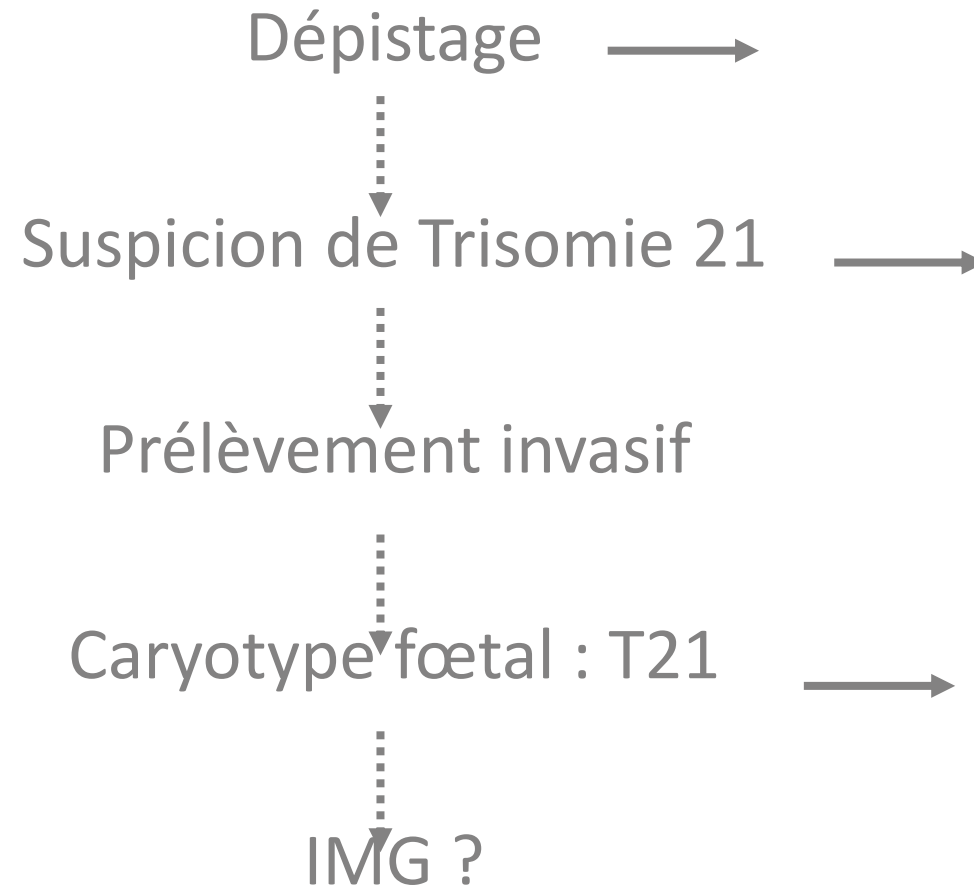 Dépistage
Suspicion de Trisomie 21
Prélèvement invasif
Caryotype fœtal : T21
IMG ?